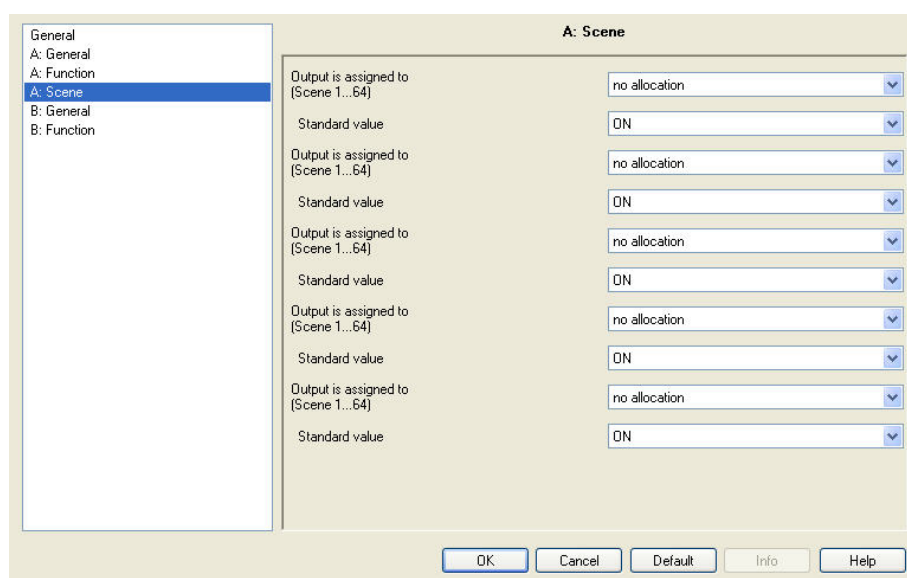 General
A: General
A: Function
A: Scene
B: General
B: Function
A: Scene
Output is assigned to
(Scene 1...64)
no allocation
Standard value
ON
Output is assigned to
(Scene 1...64)
no allocation
Standard value
ON
Output is assigned to
(Scene 1...64)
no allocation
Standard value
ON
Output is assigned to
(Scene 1...64)
no allocation
Standard value
ON
Output is assigned to
(Scene 1...64)
no allocation
Standard value
ON
OK Cancel Default Info Help